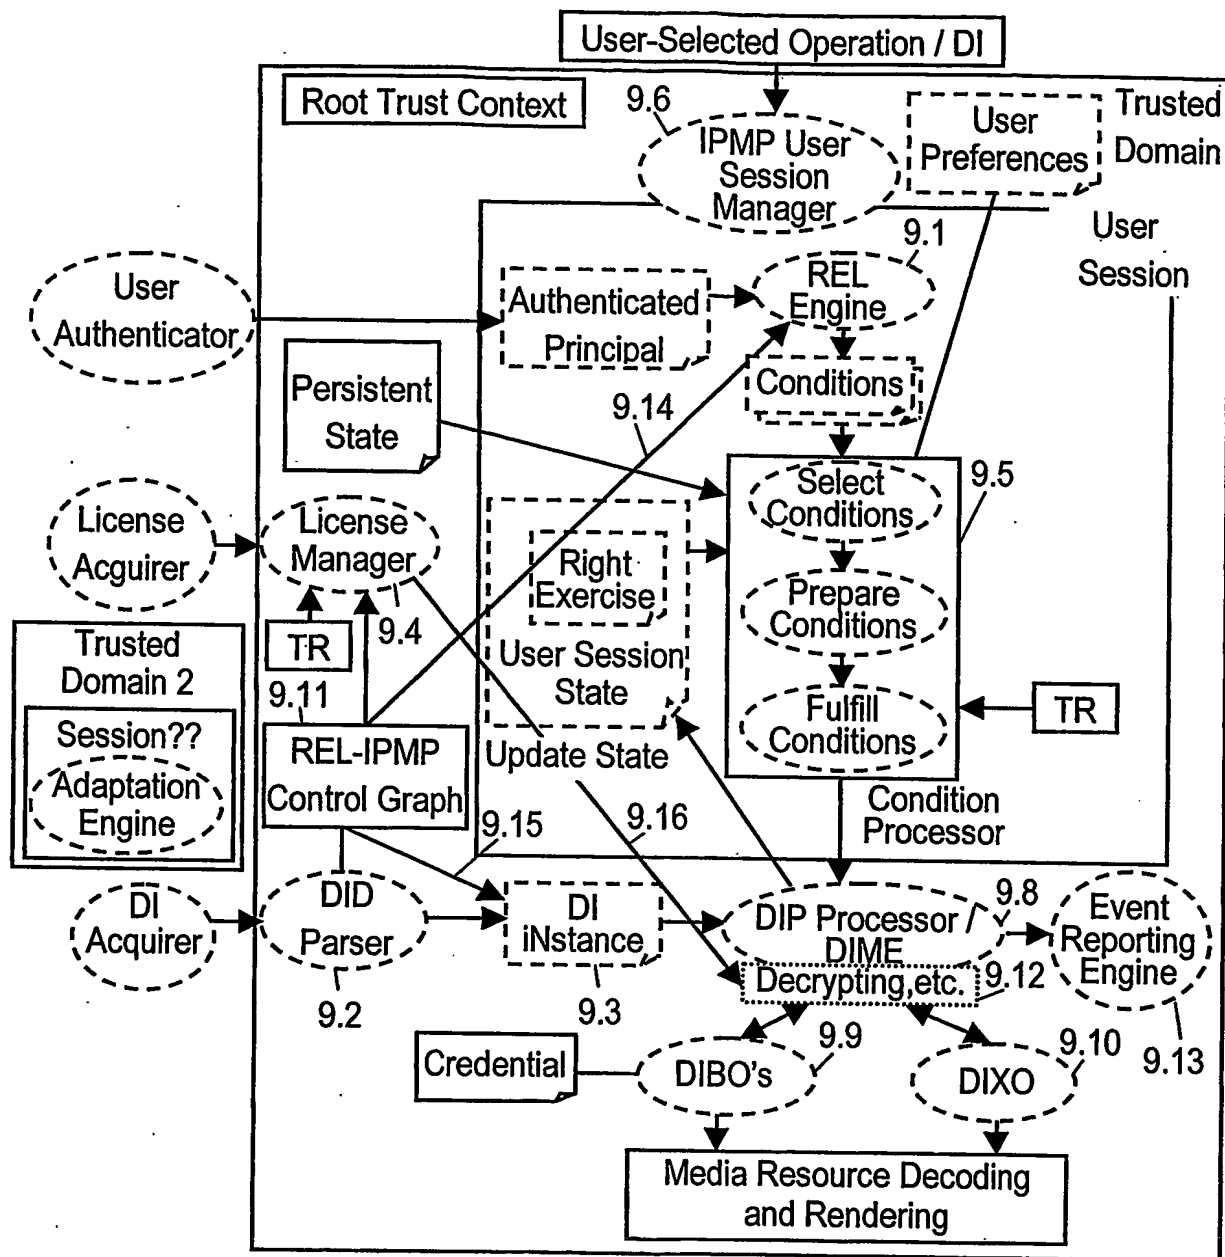 User-Selected Operation / DI
Root Trust Context
9.6
IPMP User
Session
Manager
User
Preferences
Trusted
Domain
User
Session
9.1
REL
Engine
User
Authenticator
Authenticated
Principal
Persistent
State
9.14
Conditions
9.5
Select
Conditions
License
Acguirer
License
Manager
Right
Exercise
Prepare
Conditions
TR
9.4
User Session
State
Trusted
Domain 2
9.11
Fulfill
Conditions
TR
Session??
Adaptation
Engine
REL-IPMP
Control Graph
Update State
Condition
Processor
9.15
9.16
DI
Acquirer
DID
Parser
DI
iNstance
DIP Processor /
DIME
9.8
Event
Reporting
Engine
Decrypting,etc.
9.12
9.2
9.3
Credential
DIBO's
9.9
DIXO
9.10
9.13
Media Resource Decoding
and Rendering